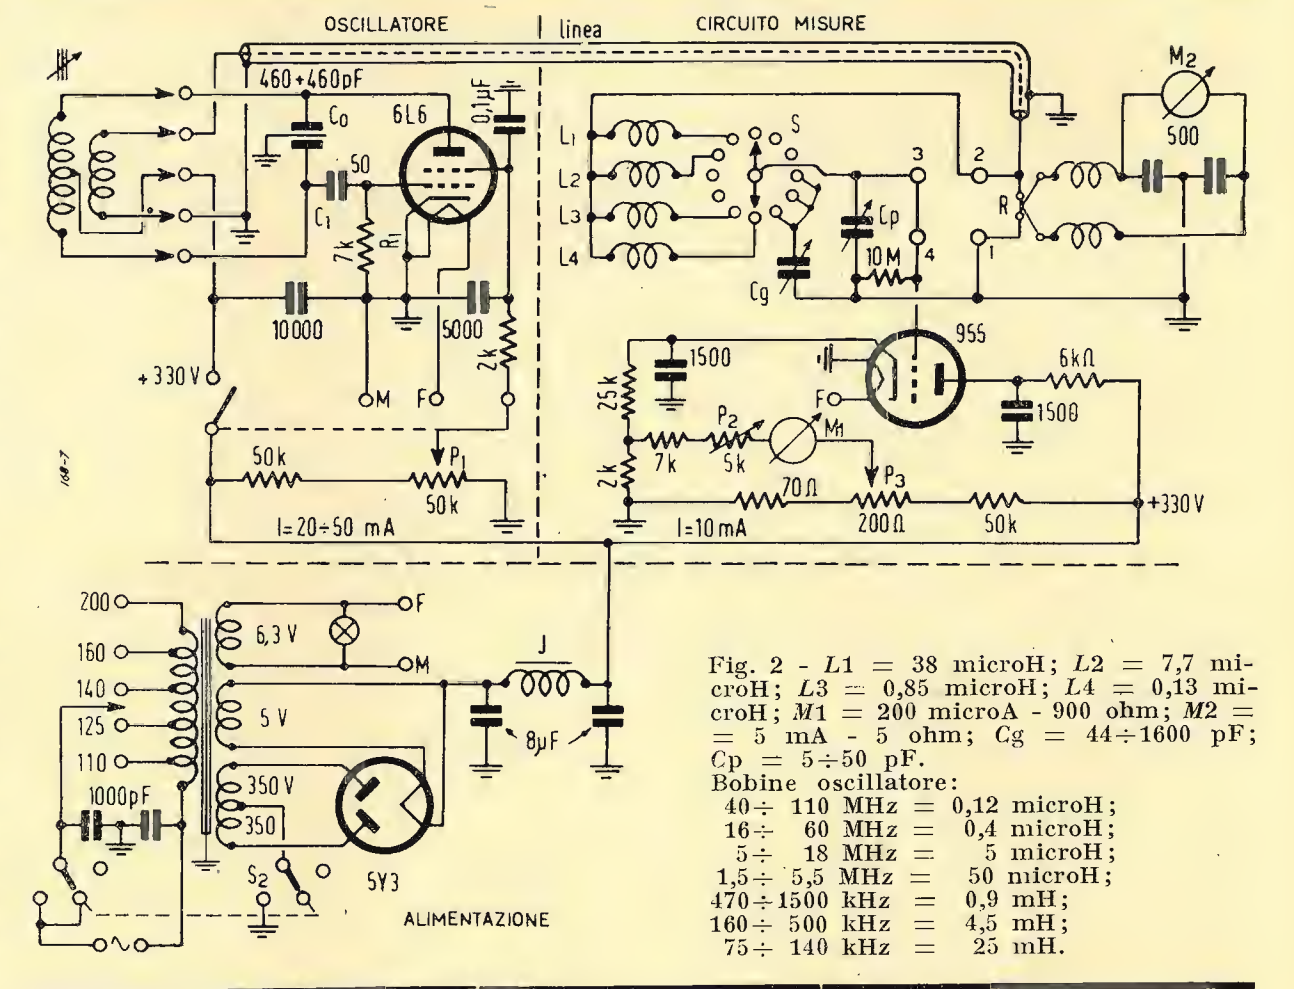 OSCILLATORE
linea
CIRCUITO MISURE
460+460pF
C0
6L6
0,1µF
50
C1
7k
R1
10000
5000
2k
+330V
M
F
50k
P1
50k
I=20÷50 mA
168-7
L1
L2
L3
L4
S
3
2
Cp
10M
4
1
Cg
R
M2
500
955
1500
6kΩ
1500
25k
F
P2
M1
7k
5k
2k
70Ω
P3
200Ω
50k
+330V
I=10mA
200
160
140
125
110
1000pF
6,3 V
F
M
5 V
350 V
350
S2
5Y3
J
8µF
ALIMENTAZIONE
Fig. 2 - L1 = 38 microH; L2 = 7,7 mi-
croH; L3 = 0,85 microH; L4 = 0,13 mi-
croH; M1 = 200 microA - 900 ohm; M2 =
= 5 mA - 5 ohm; Cg = 44÷1600 pF;
Cp = 5÷50 pF.
Bobine oscillatore:
40÷ 110 MHz = 0,12 microH;
16÷ 60 MHz = 0,4 microH;
5÷ 18 MHz = 5 microH;
1,5÷ 5,5 MHz = 50 microH;
470÷1500 kHz = 0,9 mH;
160÷ 500 kHz = 4,5 mH;
75÷ 140 kHz = 25 mH.